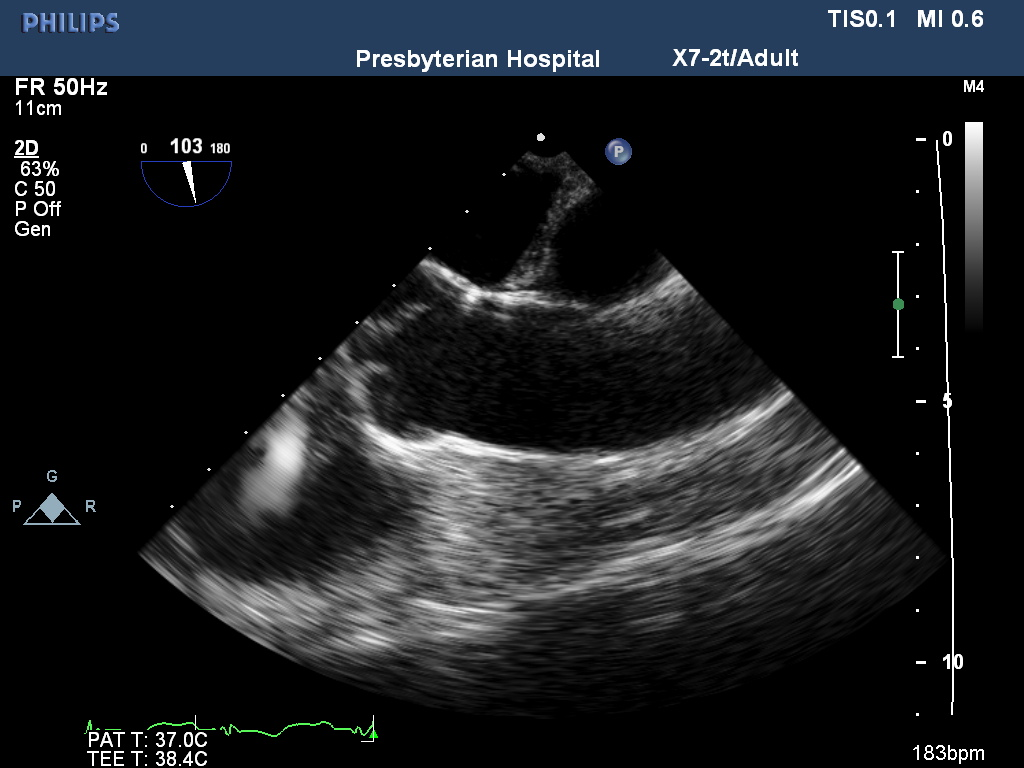 PHILIPS
TIS0.1 MI 0.6
Presbyterian Hospital X7-2t/Adult
FR 50Hz
11cm
M4
2D
63%
C 50
P Off
Gen
0 103 180
P
0
5
10
G
P R
PAT T: 37.0C
TEE T: 38.4C
183bpm